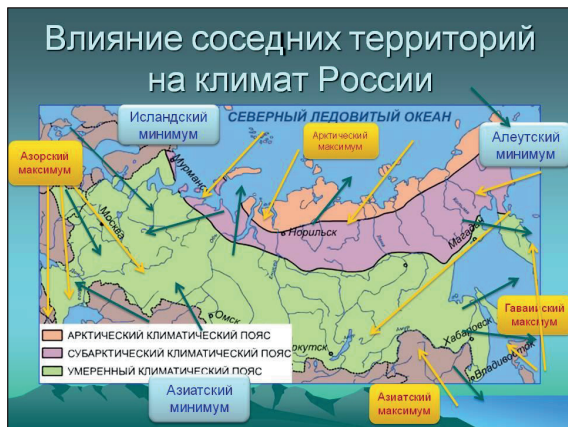 Влияние соседних территорий
на климат России
Исландский
минимум
СЕВЕРНЫЙ ЛЕДОВИТЫЙ ОКЕАН
Арктический
максимум
Алеутский
минимум
Азорский
максимум
Мурманск
Москва
Норильск
Магадан
Омск
Гаваиский
максимум
Хабаровск
Владивосток
АРКТИЧЕСКИЙ КЛИМАТИЧЕСКИЙ ПОЯС
СУБАРКТИЧЕСКИЙ КЛИМАТИЧЕСКИЙ ПОЯС
УМЕРЕННЫЙ КЛИМАТИЧЕСКИЙ ПОЯС
ркутск
Азиатский
минимум
Азиатский
максимум